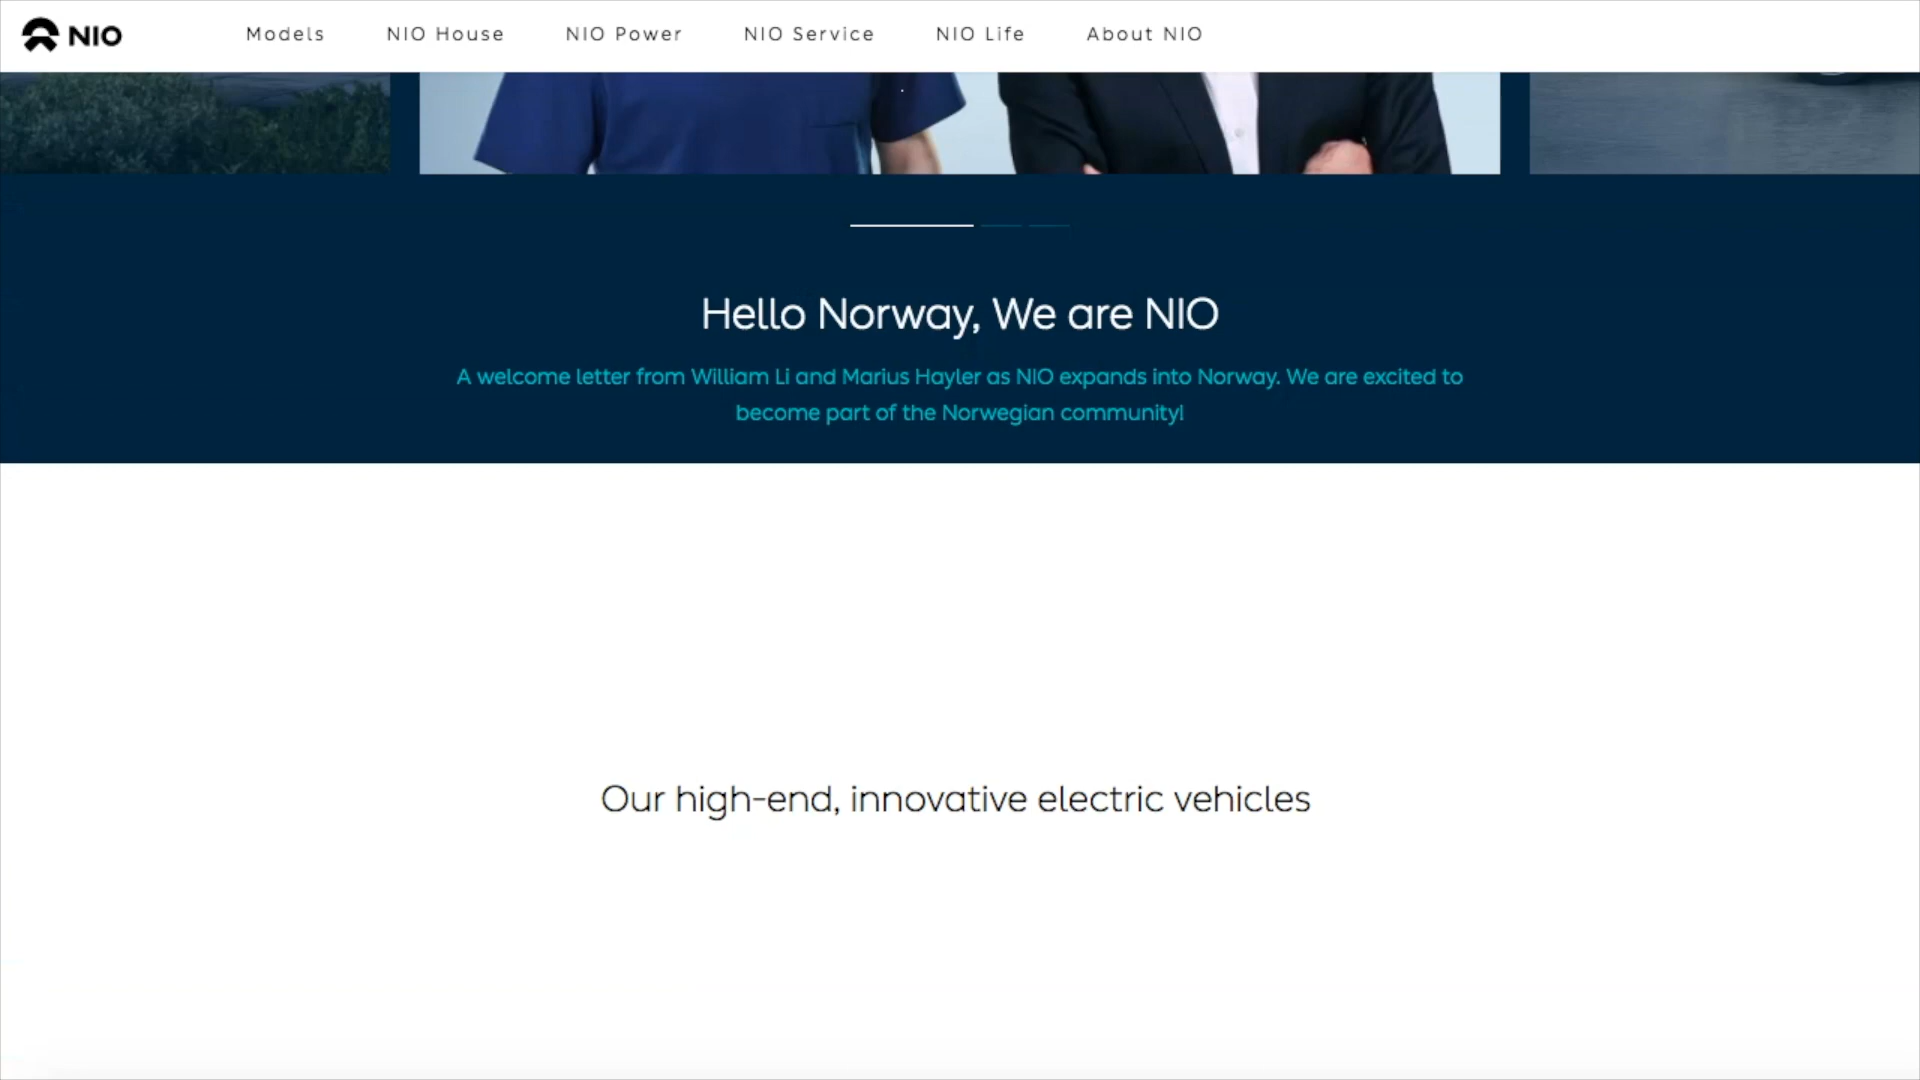 NIO
Models
NIO House
NIO Power
NIO Service
NIO Life
About NIO
Hello Norway, We are NIO
A welcome letter from William Li and Marius Hayler as NIO expands into Norway. We are excited to
become part of the Norwegian community!
Our high-end, innovative electric vehicles